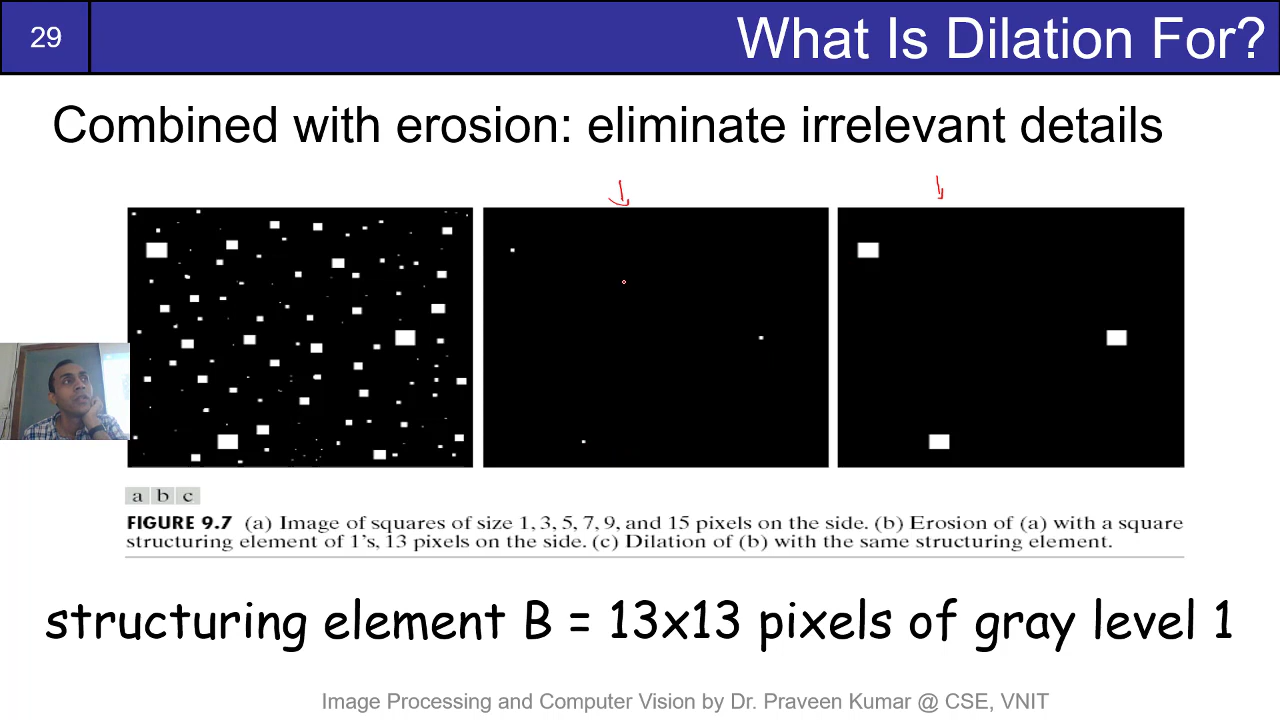 29
What Is Dilation For?
Combined with erosion: eliminate irrelevant details
a b c
FIGURE 9.7 (a) Image of squares of size 1, 3, 5, 7, 9, and 15 pixels on the side. (b) Erosion of (a) with a square
structuring element of 1's, 13 pixels on the side. (c) Dilation of (b) with the same structuring element.
structuring element B = 13x13 pixels of gray level 1
Image Processing and Computer Vision by Dr. Praveen Kumar @ CSE, VNIT